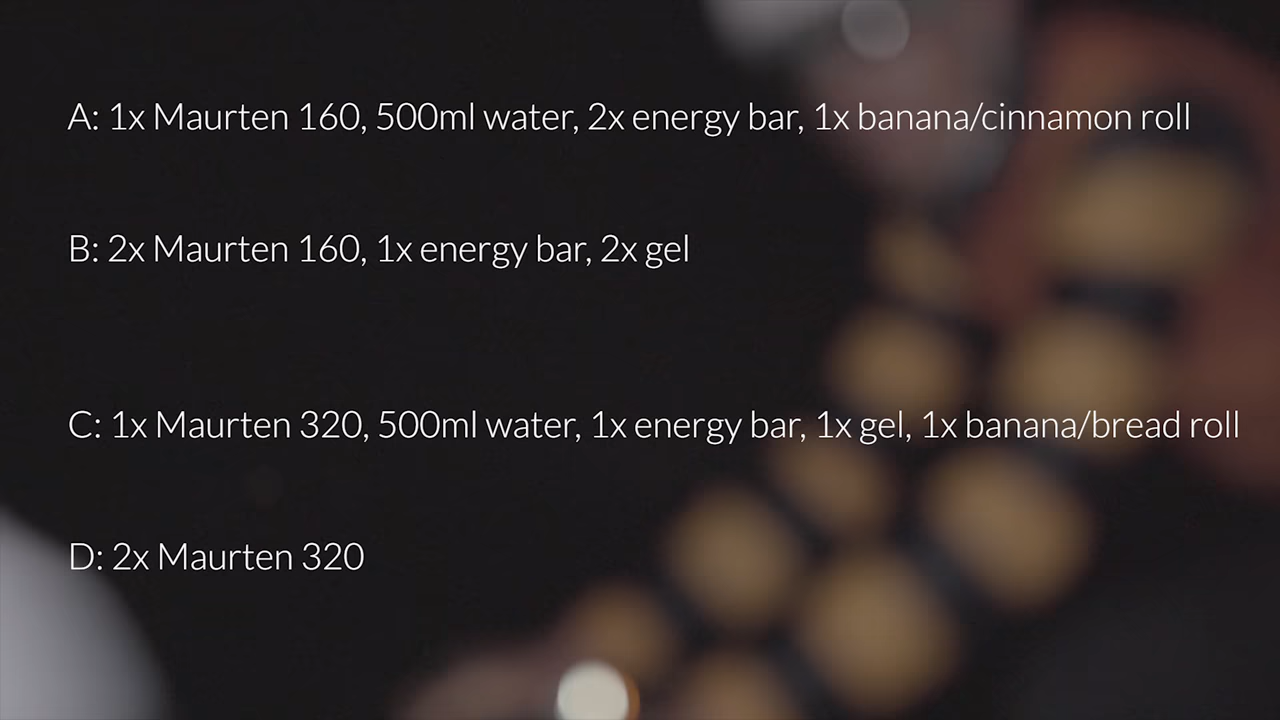 A: 1x Maurten 160, 500ml water, 2x energy bar, 1x banana/cinnamon roll
B: 2x Maurten 160, 1x energy bar, 2x gel
C: 1x Maurten 320, 500ml water, 1x energy bar, 1x gel, 1x banana/bread roll
D: 2x Maurten 320